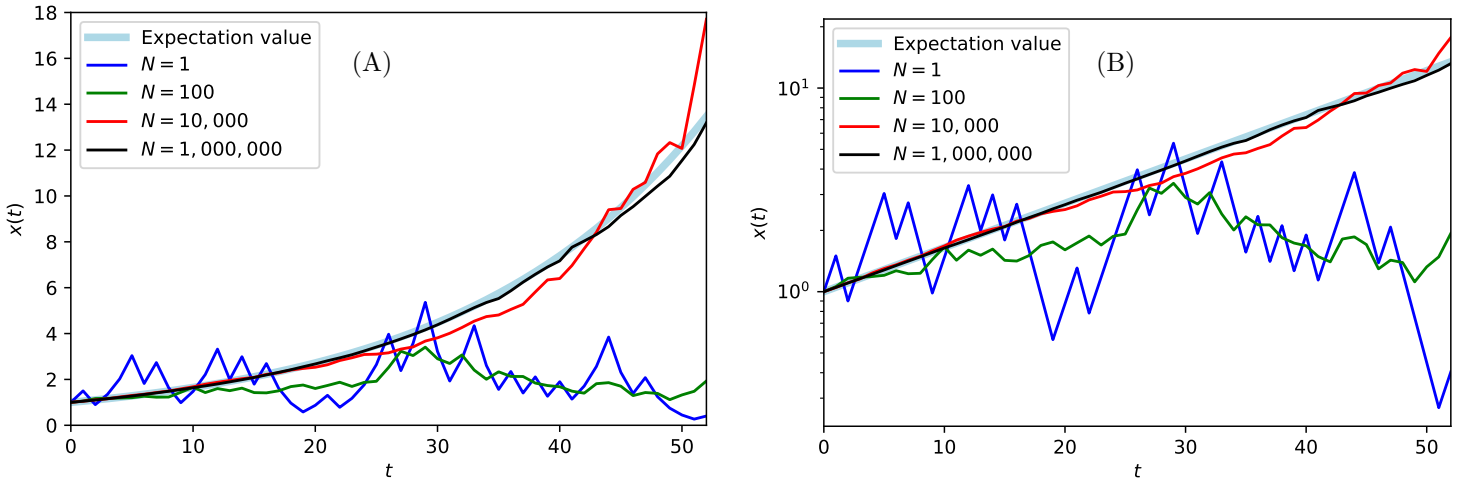 (A)
Expectation value
N = 1
N = 100
N = 10,000
N = 1,000,000
18
16
14
12
10
8
6
4
2
0
x(t)
0 10 20 30 40 50
t
(B)
Expectation value
N = 1
N = 100
N = 10,000
N = 1,000,000
10¹
10⁰
x(t)
0 10 20 30 40 50
t